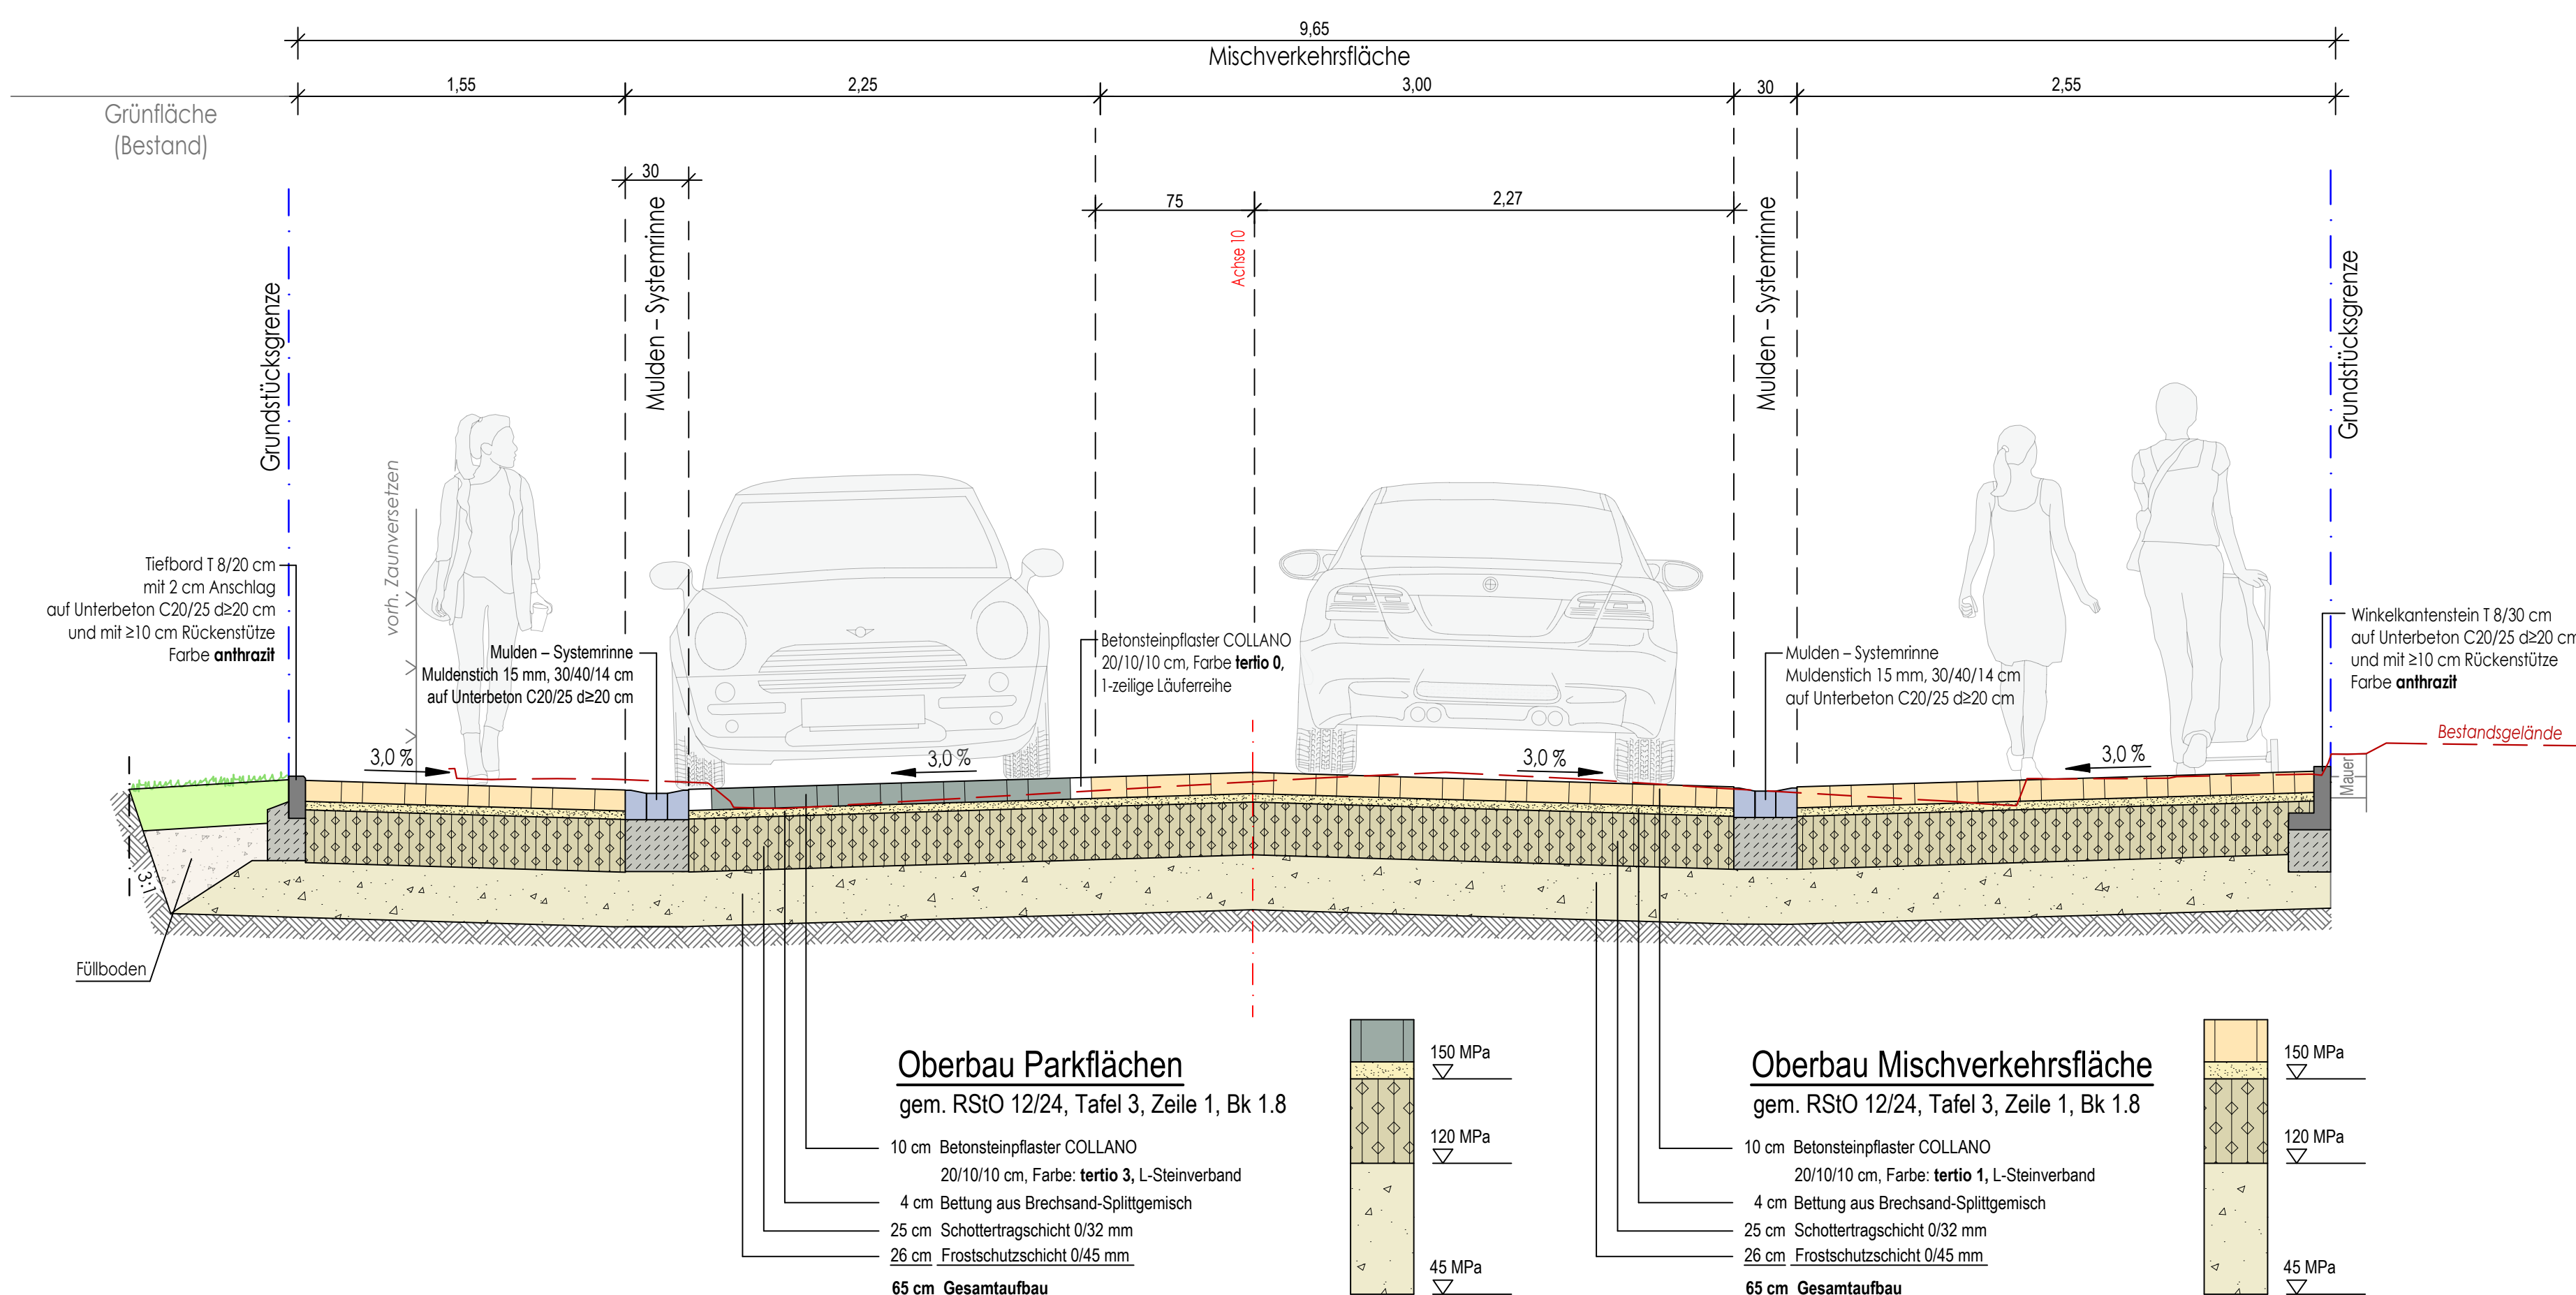 9,65
Mischverkehrsfläche
1,55
2,25
3,00
30
2,55
Grünfläche
(Bestand)
30
75
2,27
Achse 10
Mulden – Systemrinne
Mulden – Systemrinne
Grundstücksgrenze
Grundstücksgrenze
vorh. Zaunversetzen
Tiefbord T 8/20 cm
mit 2 cm Anschlag
auf Unterbeton C20/25 d≥20 cm
und mit ≥10 cm Rückenstütze
Farbe anthrazit
Mulden – Systemrinne
Muldenstich 15 mm, 30/40/14 cm
auf Unterbeton C20/25 d≥20 cm
Betonsteinpflaster COLLANO
20/10/10 cm, Farbe tertio 0,
1-zeilige Läuferreihe
Mulden – Systemrinne
Muldenstich 15 mm, 30/40/14 cm
auf Unterbeton C20/25 d≥20 cm
Winkelkantenstein T 8/30 cm
auf Unterbeton C20/25 d≥20 cm
und mit ≥10 cm Rückenstütze
Farbe anthrazit
Bestandsgelände
3,0 %
3,0 %
3,0 %
3,0 %
Mauer
3:1
Füllboden
Oberbau Parkflächen
gem. RStO 12/24, Tafel 3, Zeile 1, Bk 1.8
10 cm Betonsteinpflaster COLLANO
20/10/10 cm, Farbe: tertio 3, L-Steinverband
4 cm Bettung aus Brechsand-Splittgemisch
25 cm Schottertragschicht 0/32 mm
26 cm Frostschutzschicht 0/45 mm
65 cm Gesamtaufbau
150 MPa
120 MPa
45 MPa
Oberbau Mischverkehrsfläche
gem. RStO 12/24, Tafel 3, Zeile 1, Bk 1.8
10 cm Betonsteinpflaster COLLANO
20/10/10 cm, Farbe: tertio 1, L-Steinverband
4 cm Bettung aus Brechsand-Splittgemisch
25 cm Schottertragschicht 0/32 mm
26 cm Frostschutzschicht 0/45 mm
65 cm Gesamtaufbau
150 MPa
120 MPa
45 MPa